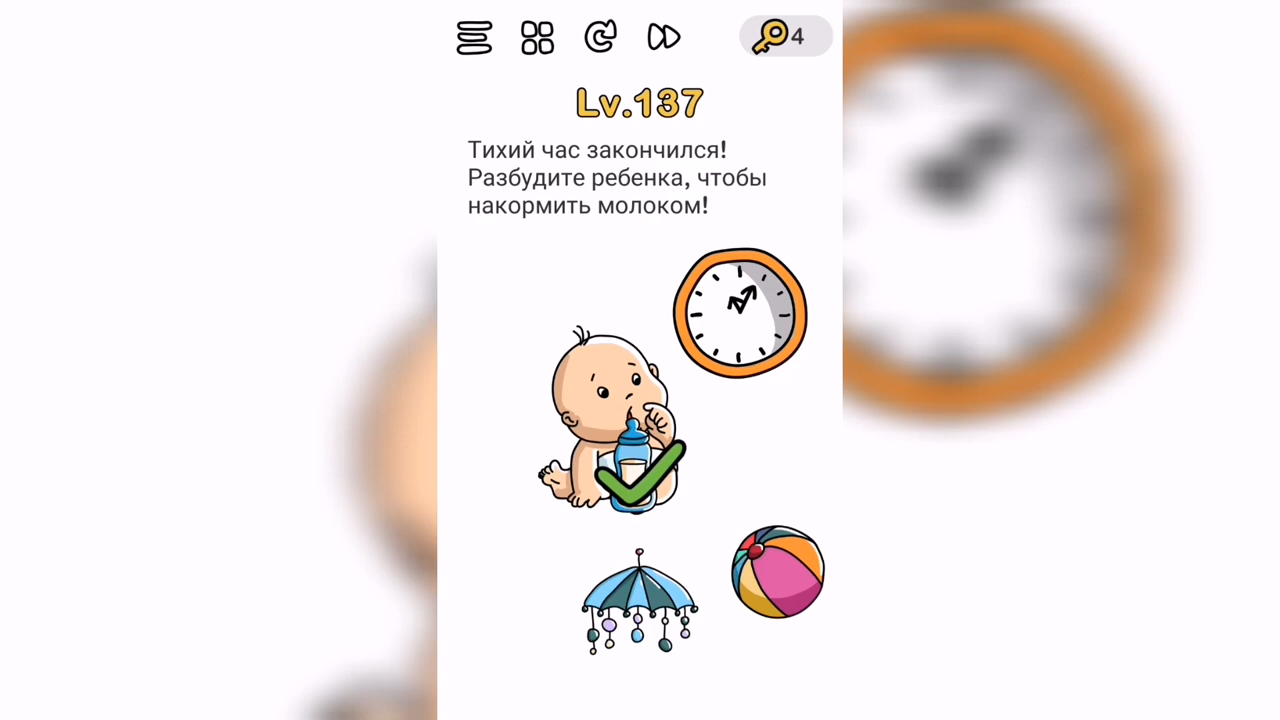 4
Lv.137
Тихий час закончился!
Разбудите ребенка, чтобы
накормить молоком!